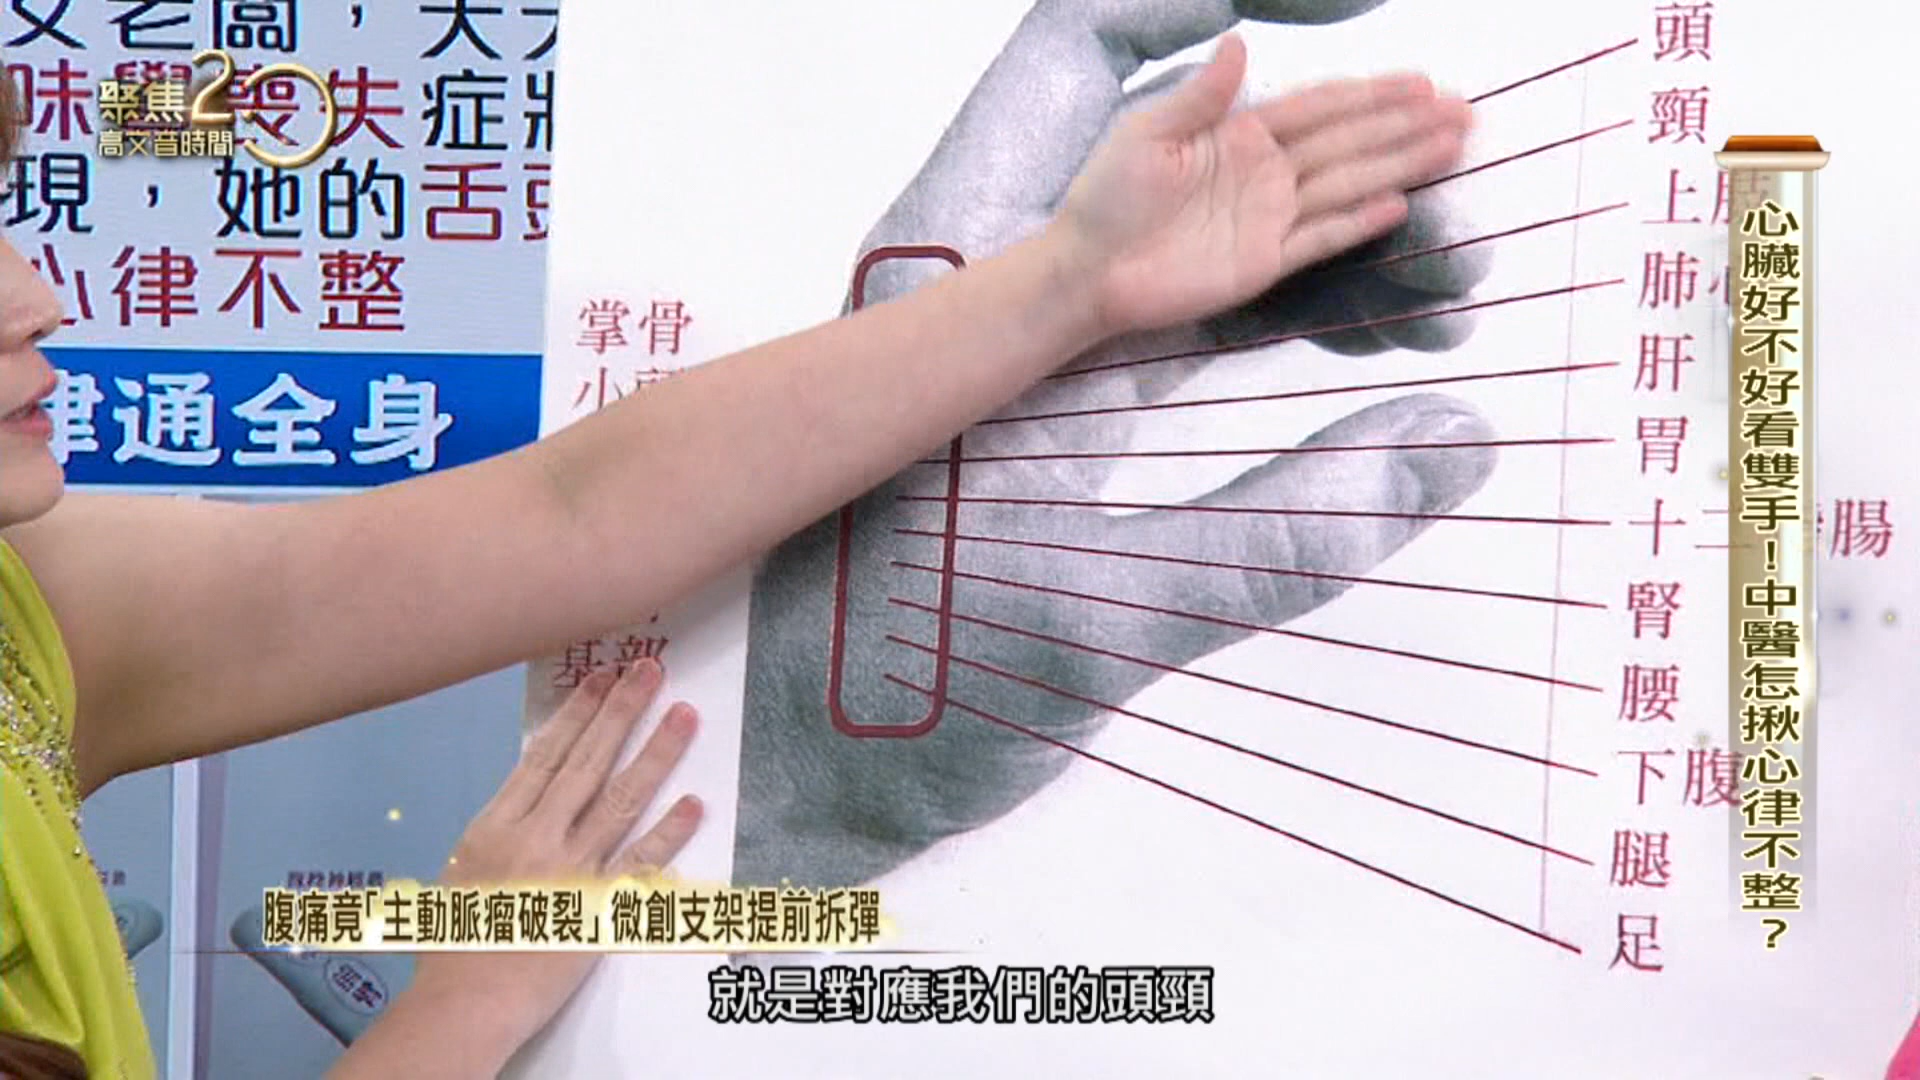 女老闆，
味覺喪失症
現，她的舌
心律不整
律通全身
聚焦2.0
高文音時間
掌骨
小
基部
頭
頸
上
肺心
肝
胃
十二指腸
腎
腰
下腹
腿
足
心臟好不好看雙手！中醫怎揪心律不整？
腹痛竟「主動脈瘤破裂」微創支架提前拆彈
就是對應我們的頭頸